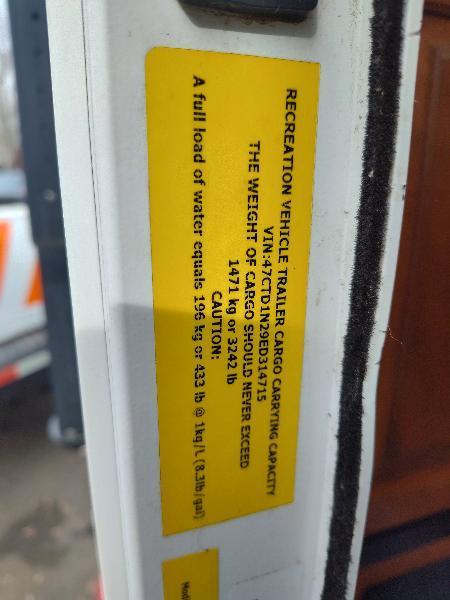 RECREATION VEHICLE TRAILER CARGO CARRYING CAPACITY
VIN:47CTD1N29ED314715
THE WEIGHT OF CARGO SHOULD NEVER EXCEED
1471 kg or 3242 lb
CAUTION:
A full load of water equals 196 kg or 433 lb @ 1kg/L (8.3lb/gal)